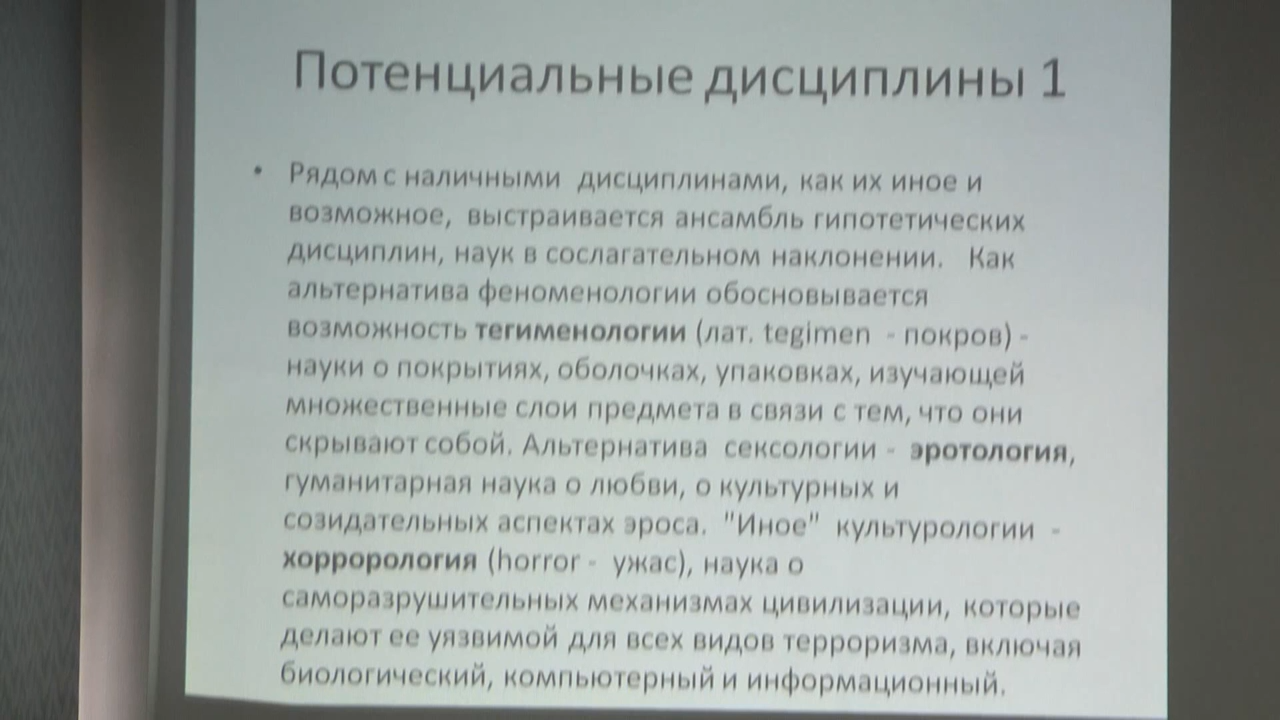 Потенциальные дисциплины 1
• Рядом с наличными дисциплинами, как их иное и
возможное, выстраивается ансамбль гипотетических
дисциплин, наук в сослагательном наклонении. Как
альтернатива феноменологии обосновывается
возможность тегименологии (лат. tegimen - покров) -
науки о покрытиях, оболочках, упаковках, изучающей
множественные слои предмета в связи с тем, что они
скрывают собой. Альтернатива сексологии - эротология,
гуманитарная наука о любви, о культурных и
созидательных аспектах эроса. "Иное" культурологии -
хоррорология (horror - ужас), наука о
саморазрушительных механизмах цивилизации, которые
делают ее уязвимой для всех видов терроризма, включая
биологический, компьютерный и информационный.